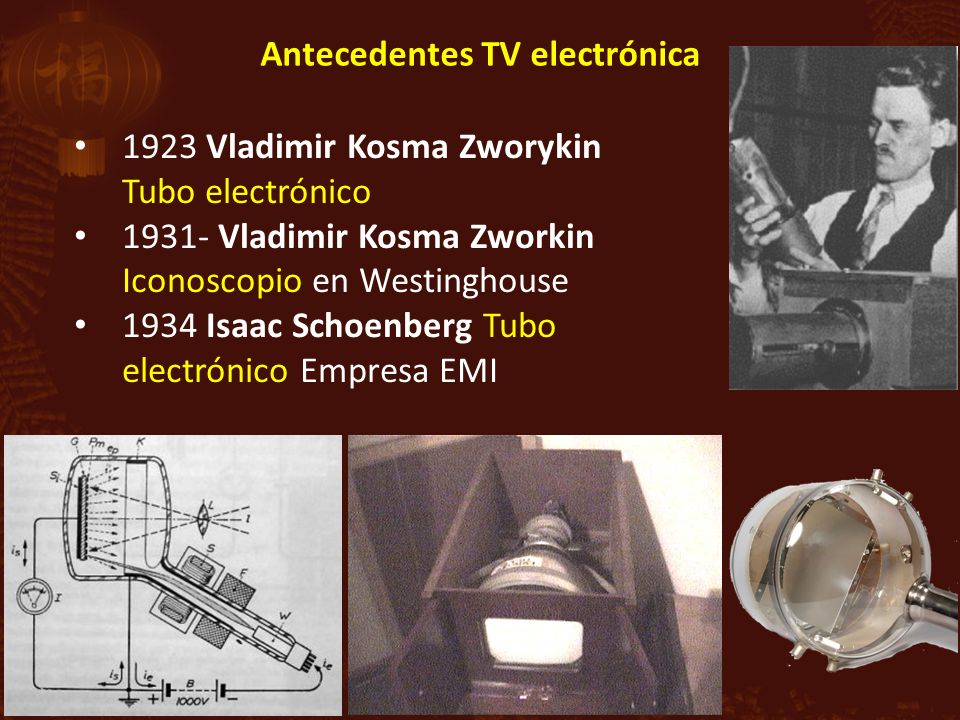 福
Antecedentes TV electrónica
• 1923 Vladimir Kosma Zworykin
Tubo electrónico
• 1931- Vladimir Kosma Zworkin
Iconoscopio en Westinghouse
• 1934 Isaac Schoenberg Tubo
electrónico Empresa EMI
G Pm ep K
Si
L
l
is
S
F
I
W
is ie
ie
+ B -
1000V